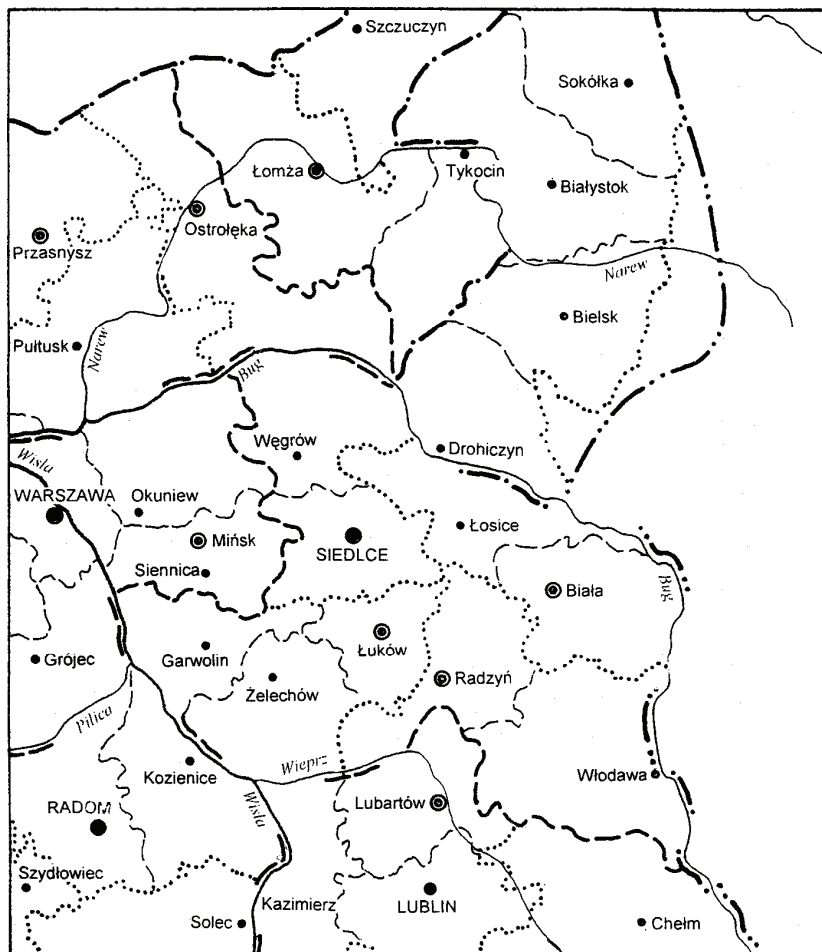 Szczuczyn
Sokółka
Łomża
Tykocin
Białystok
Ostrołęka
Przasnysz
Narew
Bielsk
Pułtusk
Narew
Bug
Węgrów
Drohiczyn
Wisła
WARSZAWA
Okuniew
Łosice
Mińsk
SIEDLCE
Siennica
Biała
Bug
Grójec
Garwolin
Łuków
Żelechów
Radzyń
Pilica
Kozienice
Wieprz
Włodawa
RADOM
Wisła
Lubartów
Szydłowiec
Kazimierz
LUBLIN
Solec
Chełm